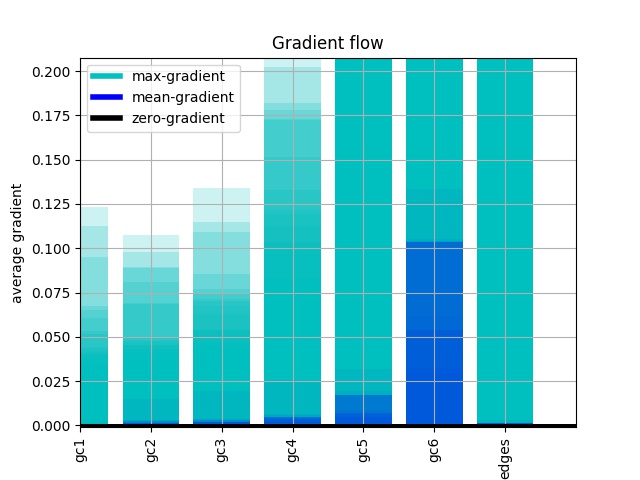 Gradient flow
max-gradient
mean-gradient
zero-gradient
average gradient
0.200
0.175
0.150
0.125
0.100
0.075
0.050
0.025
0.000
gc1
gc2
gc3
gc4
gc5
gc6
edges